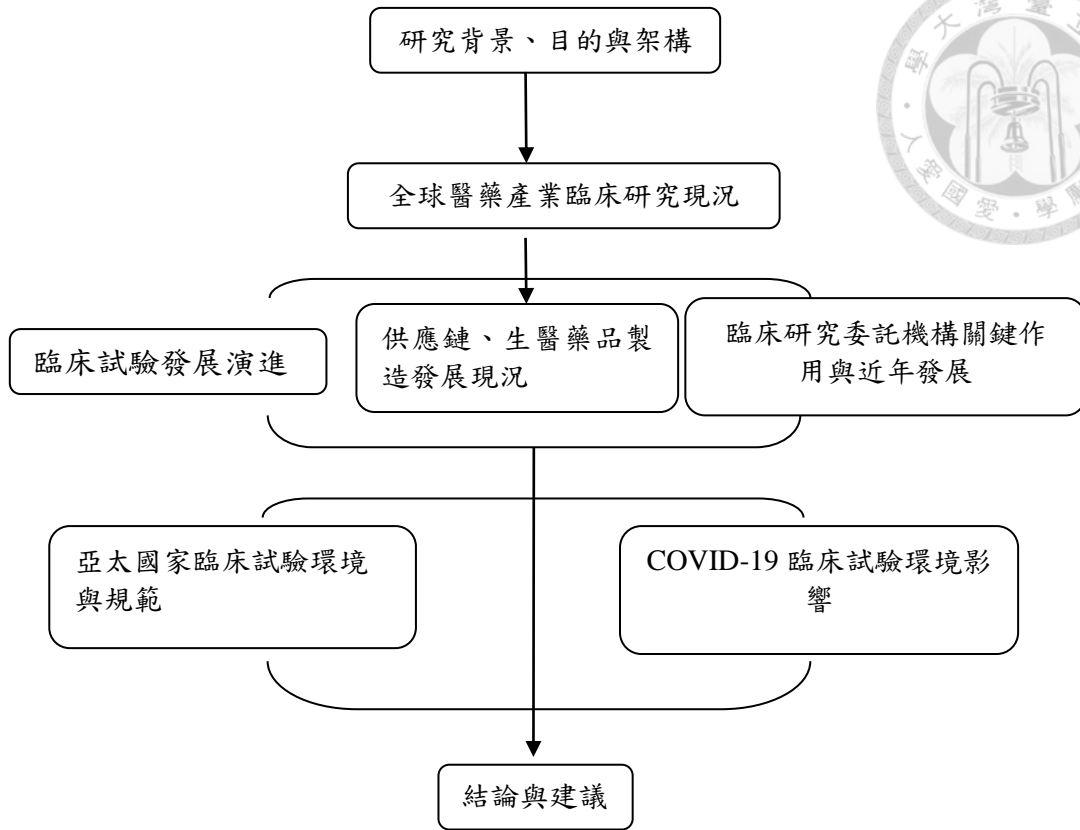 研究背景、目的與架構
全球醫藥產業臨床研究現況
臨床試驗發展演進
供應鏈、生醫藥品製
造發展現況
臨床研究委託機構關鍵作
用與近年發展
亞太國家臨床試驗環境
與規範
COVID-19 臨床試驗環境影
響
結論與建議